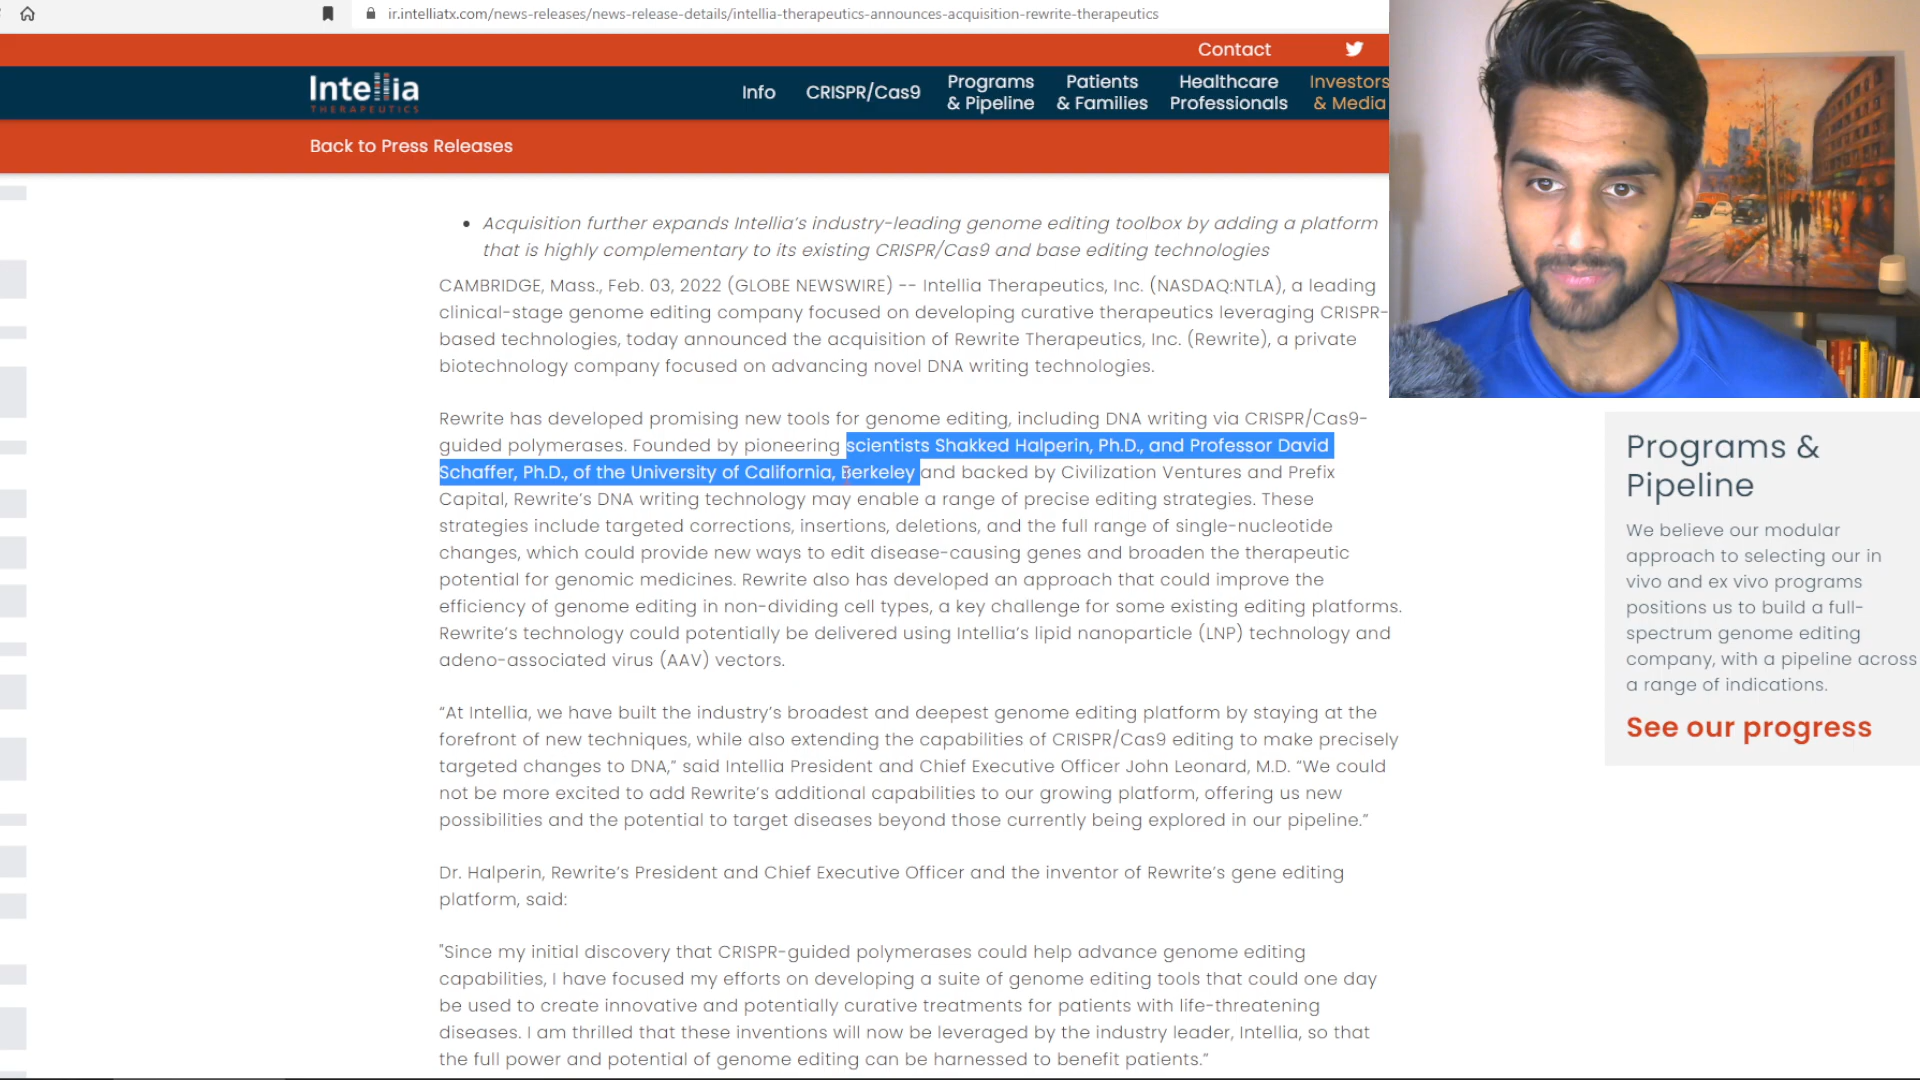 ir.intelliatx.com/news-releases/news-release-details/intellia-therapeutics-announces-acquisition-rewrite-therapeutics
Contact
Intellia
THERAPEUTICS
Info
CRISPR/Cas9
Programs
& Pipeline
Patients
& Families
Healthcare
Professionals
Investors
& Media
Back to Press Releases
• Acquisition further expands Intellia’s industry-leading genome editing toolbox by adding a platform
that is highly complementary to its existing CRISPR/Cas9 and base editing technologies
CAMBRIDGE, Mass., Feb. 03, 2022 (GLOBE NEWSWIRE) -- Intellia Therapeutics, Inc. (NASDAQ:NTLA), a leading
clinical-stage genome editing company focused on developing curative therapeutics leveraging CRISPR-
based technologies, today announced the acquisition of Rewrite Therapeutics, Inc. (Rewrite), a private
biotechnology company focused on advancing novel DNA writing technologies.
Rewrite has developed promising new tools for genome editing, including DNA writing via CRISPR/Cas9-
guided polymerases. Founded by pioneering scientists Shakked Halperin, Ph.D., and Professor David
Schaffer, Ph.D., of the University of California, Berkeley and backed by Civilization Ventures and Prefix
Capital, Rewrite’s DNA writing technology may enable a range of precise editing strategies. These
strategies include targeted corrections, insertions, deletions, and the full range of single-nucleotide
changes, which could provide new ways to edit disease-causing genes and broaden the therapeutic
potential for genomic medicines. Rewrite also has developed an approach that could improve the
efficiency of genome editing in non-dividing cell types, a key challenge for some existing editing platforms.
Rewrite’s technology could potentially be delivered using Intellia’s lipid nanoparticle (LNP) technology and
adeno-associated virus (AAV) vectors.
“At Intellia, we have built the industry’s broadest and deepest genome editing platform by staying at the
forefront of new techniques, while also extending the capabilities of CRISPR/Cas9 editing to make precisely
targeted changes to DNA,” said Intellia President and Chief Executive Officer John Leonard, M.D. “We could
not be more excited to add Rewrite’s additional capabilities to our growing platform, offering us new
possibilities and the potential to target diseases beyond those currently being explored in our pipeline.”
Dr. Halperin, Rewrite’s President and Chief Executive Officer and the inventor of Rewrite’s gene editing
platform, said:
"Since my initial discovery that CRISPR-guided polymerases could help advance genome editing
capabilities, I have focused my efforts on developing a suite of genome editing tools that could one day
be used to create innovative and potentially curative treatments for patients with life-threatening
diseases. I am thrilled that these inventions will now be leveraged by the industry leader, Intellia, so that
the full power and potential of genome editing can be harnessed to benefit patients.”
Programs &
Pipeline
We believe our modular
approach to selecting our in
vivo and ex vivo programs
positions us to build a full-
spectrum genome editing
company, with a pipeline across
a range of indications.
See our progress